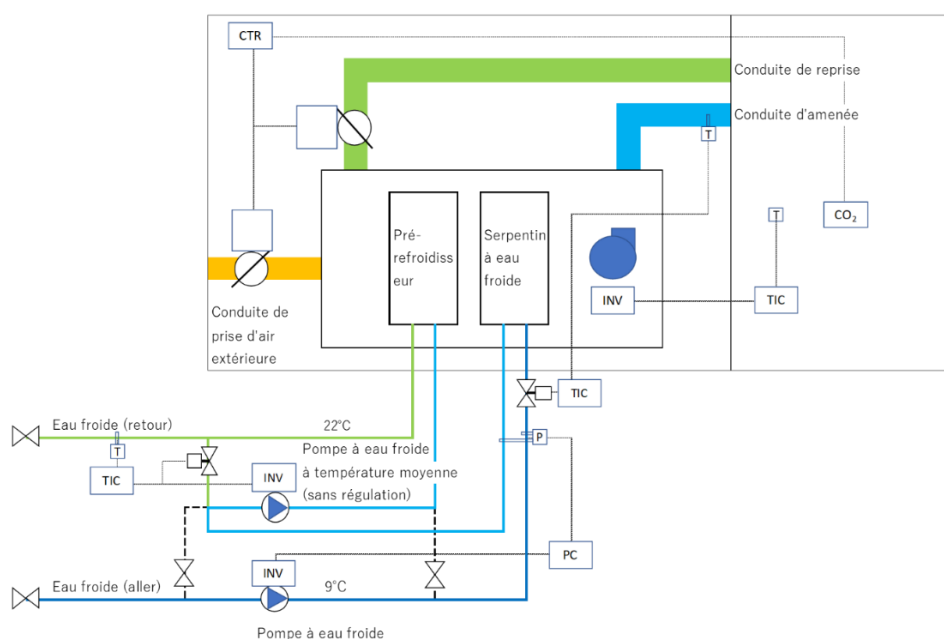 CTR
Conduite de reprise
Conduite d'amenée
T
Pré-
refroidiss
eur
Serpentin
à eau
froide
T
CO₂
INV
TIC
Conduite de
prise d'air
extérieure
TIC
Eau froide (retour)
22°C
P
T
Pompe à eau froide
à température moyenne
(sans régulation)
TIC
INV
PC
INV
Eau froide (aller)
9°C
Pompe à eau froide